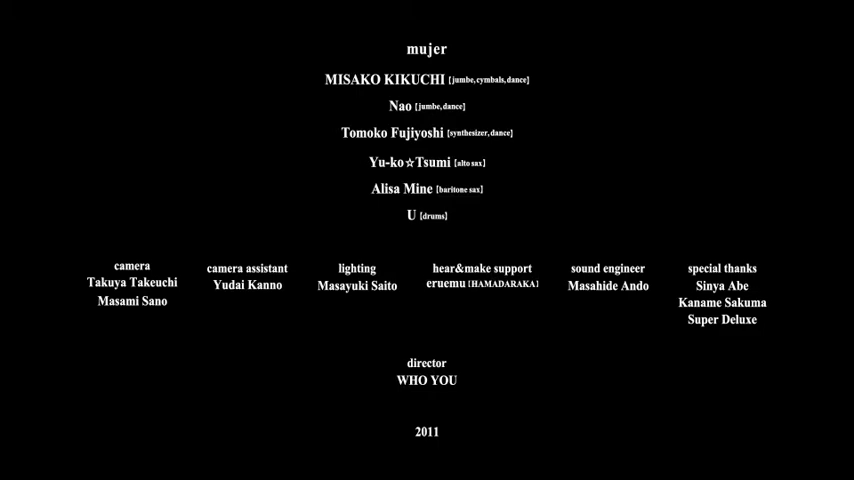 mujer
MISAKO KIKUCHI [jumbe,cymbals,dance]
Nao [jumbe,dance]
Tomoko Fujiyoshi [synthesizer,dance]
Yu-ko☆Tsumi [alto sax]
Alisa Mine [baritone sax]
U [drums]
camera
Takuya Takeuchi
Masami Sano
camera assistant
Yudai Kanno
lighting
Masayuki Saito
hear&make support
eruemu [HAMADARAKA]
sound engineer
Masahide Ando
special thanks
Sinya Abe
Kaname Sakuma
Super Deluxe
director
WHO YOU
2011